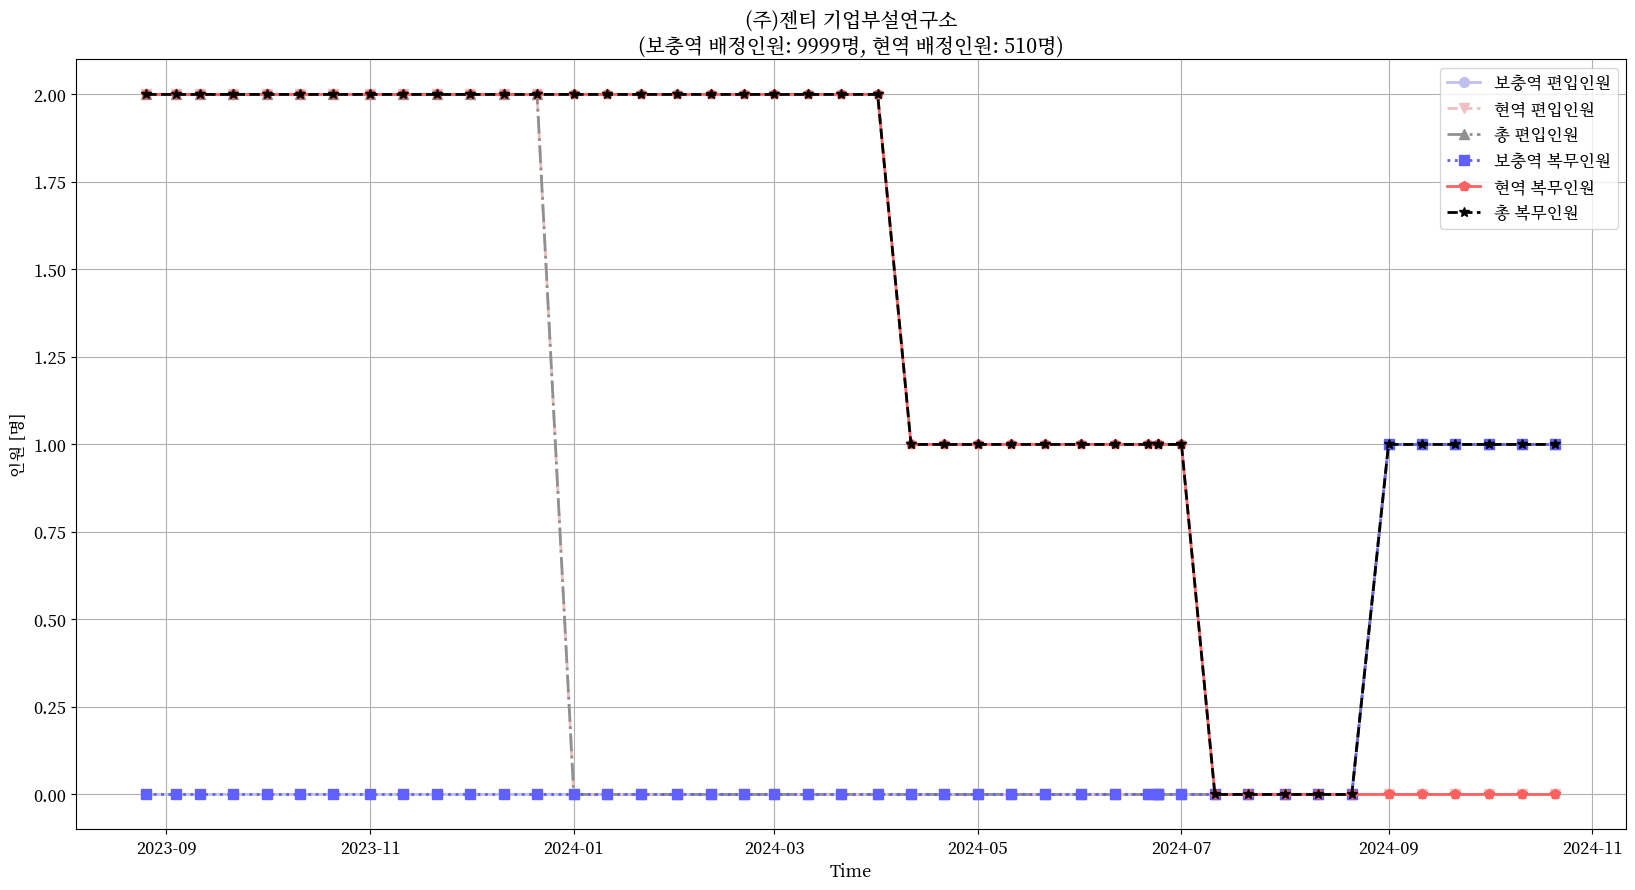 (주)젠티 기업부설연구소
(보충역 배정인원: 9999명, 현역 배정인원: 510명)
보충역 편입인원
현역 편입인원
총 편입인원
보충역 복무인원
현역 복무인원
총 복무인원
2.00
1.75
1.50
1.25
1.00
0.75
0.50
0.25
0.00
인원 [명]
2023-09
2023-11
2024-01
2024-03
2024-05
2024-07
2024-09
2024-11
Time